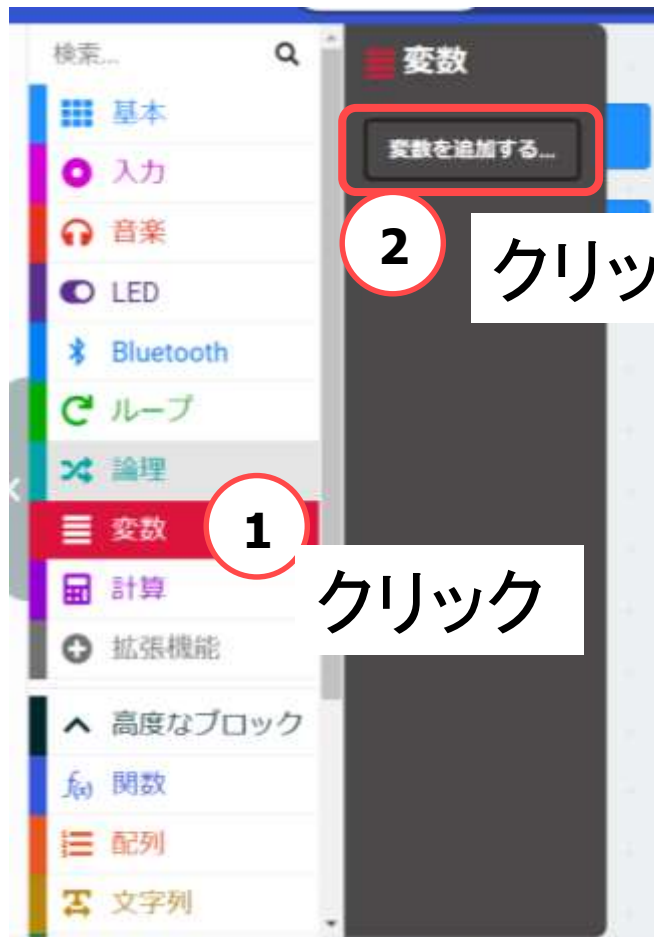 検索...
基本
入力
音楽
LED
Bluetooth
ループ
論理
変数
計算
拡張機能
高度なブロック
f(x) 関数
配列
文字列
変数
変数を追加する...
2
クリッ
1
クリック